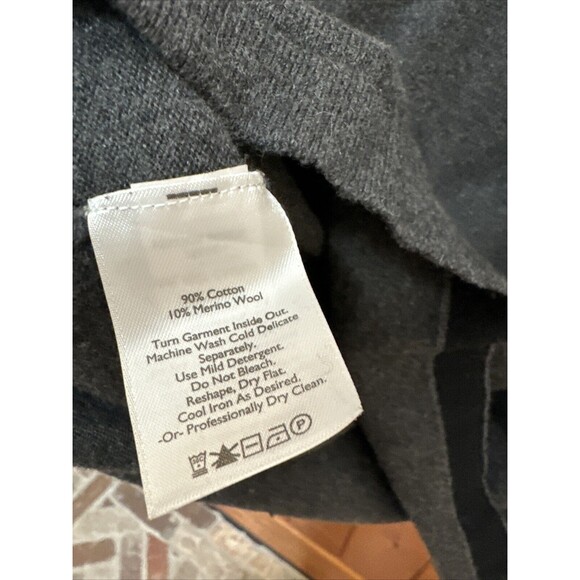 90% Cotton
10% Merino Wool
Turn Garment Inside Out.
Machine Wash Cold Delicate
Separately.
Use Mild Detergent.
Do Not Bleach.
Reshape, Dry Flat.
Cool Iron As Desired.
-Or- Professionally Dry Clean.
P